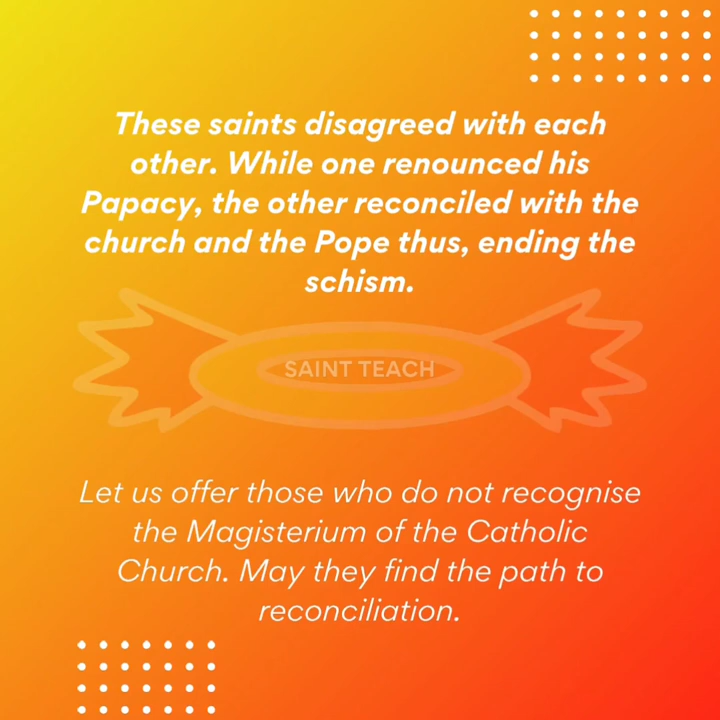 These saints disagreed with each
other. While one renounced his
Papacy, the other reconciled with the
church and the Pope thus, ending the
schism.
SAINT TEACH
Let us offer those who do not recognise
the Magisterium of the Catholic
Church. May they find the path to
reconciliation.